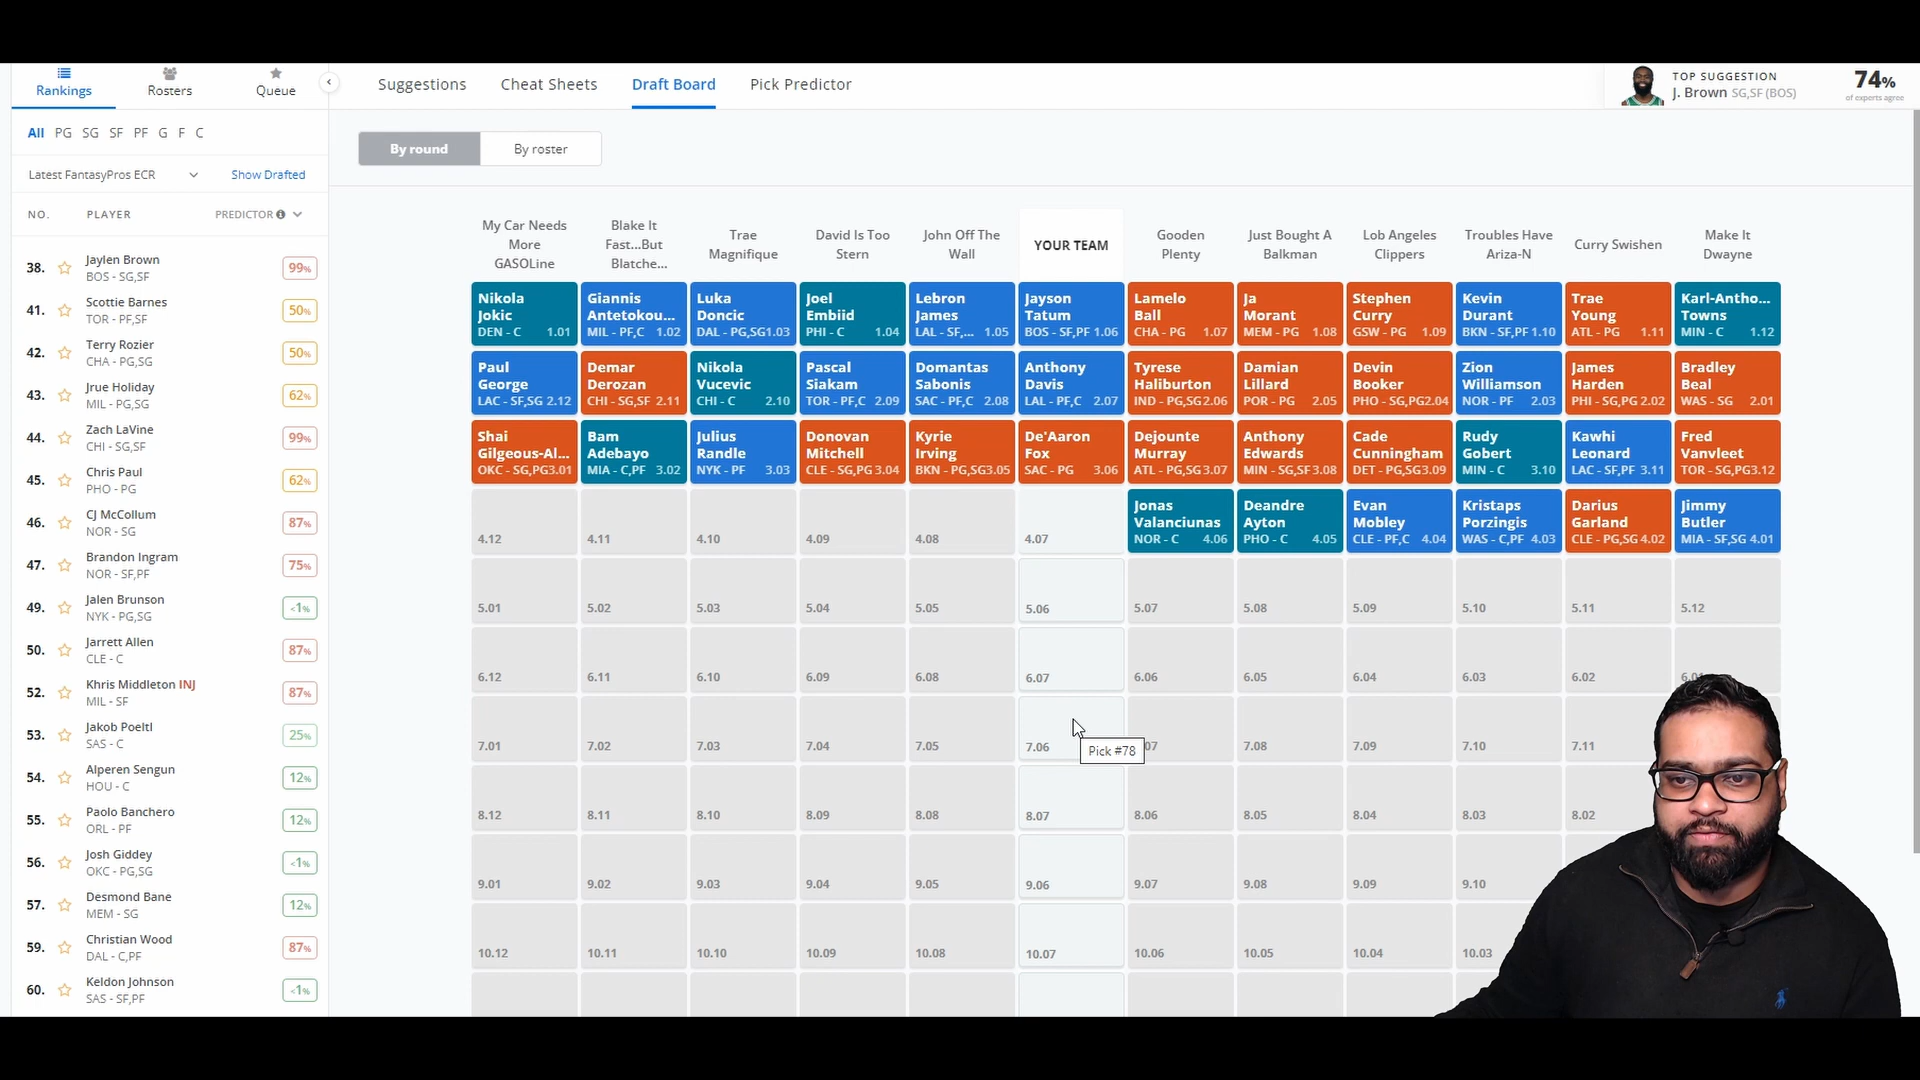 Rankings
Rosters
Queue
Suggestions
Cheat Sheets
Draft Board
Pick Predictor
TOP SUGGESTION
J. Brown SG,SF (BOS)
74%
of experts agree
All PG SG SF PF G F C
Latest FantasyPros ECR
Show Drafted
NO. PLAYER PREDICTOR
38. Jaylen Brown 99%
BOS - SG,SF
41. Scottie Barnes 50%
TOR - PF,SF
42. Terry Rozier 50%
CHA - PG,SG
43. Jrue Holiday 62%
MIL - PG,SG
44. Zach LaVine 99%
CHI - SG,SF
45. Chris Paul 62%
PHO - PG
46. CJ McCollum 87%
NOR - SG
47. Brandon Ingram 75%
NOR - SF,PF
49. Jalen Brunson <1%
NYK - PG,SG
50. Jarrett Allen 87%
CLE - C
52. Khris Middleton INJ 87%
MIL - SF
53. Jakob Poeltl 25%
SAS - C
54. Alperen Sengun 12%
HOU - C
55. Paolo Banchero 12%
ORL - PF
56. Josh Giddey <1%
OKC - PG,SG
57. Desmond Bane 12%
MEM - SG
59. Christian Wood 87%
DAL - C,PF
60. Keldon Johnson <1%
SAS - SF,PF
By round
By roster
My Car Needs
More
GASOLine
Blake It
Fast...But
Blatche...
Trae
Magnifique
David Is Too
Stern
John Off The
Wall
YOUR TEAM
Gooden
Plenty
Just Bought A
Balkman
Lob Angeles
Clippers
Troubles Have
Ariza-N
Curry Swishen
Make It
Dwayne
Nikola
Jokic
DEN - C 1.01
Giannis
Antetokou...
MIL - PF,C 1.02
Luka
Doncic
DAL - PG,SG1.03
Joel
Embiid
PHI - C 1.04
Lebron
James
LAL - SF,... 1.05
Jayson
Tatum
BOS - SF,PF 1.06
Lamelo
Ball
CHA - PG 1.07
Ja
Morant
MEM - PG 1.08
Stephen
Curry
GSW - PG 1.09
Kevin
Durant
BKN - SF,PF 1.10
Trae
Young
ATL - PG 1.11
Karl-Antho...
Towns
MIN - C 1.12
Paul
George
LAC - SF,SG 2.12
Demar
Derozan
CHI - SG,SF 2.11
Nikola
Vucevic
CHI - C 2.10
Pascal
Siakam
TOR - PF,C 2.09
Domantas
Sabonis
SAC - PF,C 2.08
Anthony
Davis
LAL - PF,C 2.07
Tyrese
Haliburton
IND - PG,SG2.06
Damian
Lillard
POR - PG 2.05
Devin
Booker
PHO - SG,PG2.04
Zion
Williamson
NOR - PF 2.03
James
Harden
PHI - SG,PG 2.02
Bradley
Beal
WAS - SG 2.01
Shai
Gilgeous-Al...
OKC - SG,PG3.01
Bam
Adebayo
MIA - C,PF 3.02
Julius
Randle
NYK - PF 3.03
Donovan
Mitchell
CLE - SG,PG 3.04
Kyrie
Irving
BKN - PG,SG3.05
De'Aaron
Fox
SAC - PG 3.06
Dejounte
Murray
ATL - PG,SG3.07
Anthony
Edwards
MIN - SG,SF3.08
Cade
Cunningham
DET - PG,SG3.09
Rudy
Gobert
MIN - C 3.10
Kawhi
Leonard
LAC - SF,PF 3.11
Fred
Vanvleet
TOR - SG,PG3.12
4.12 4.11 4.10 4.09 4.08 4.07
Jonas
Valanciunas
NOR - C 4.06
Deandre
Ayton
PHO - C 4.05
Evan
Mobley
CLE - PF,C 4.04
Kristaps
Porzingis
WAS - C,PF 4.03
Darius
Garland
CLE - PG,SG 4.02
Jimmy
Butler
MIA - SF,SG 4.01
5.01 5.02 5.03 5.04 5.05 5.06 5.07 5.08 5.09 5.10 5.11 5.12
6.12 6.11 6.10 6.09 6.08 6.07 6.06 6.05 6.04 6.03 6.02
7.01 7.02 7.03 7.04 7.05 7.06 07 7.08 7.09 7.10 7.11
Pick #78
8.12 8.11 8.10 8.09 8.08 8.07 8.06 8.05 8.04 8.03 8.02
9.01 9.02 9.03 9.04 9.05 9.06 9.07 9.08 9.09 9.10
10.12 10.11 10.10 10.09 10.08 10.07 10.06 10.05 10.04 10.03